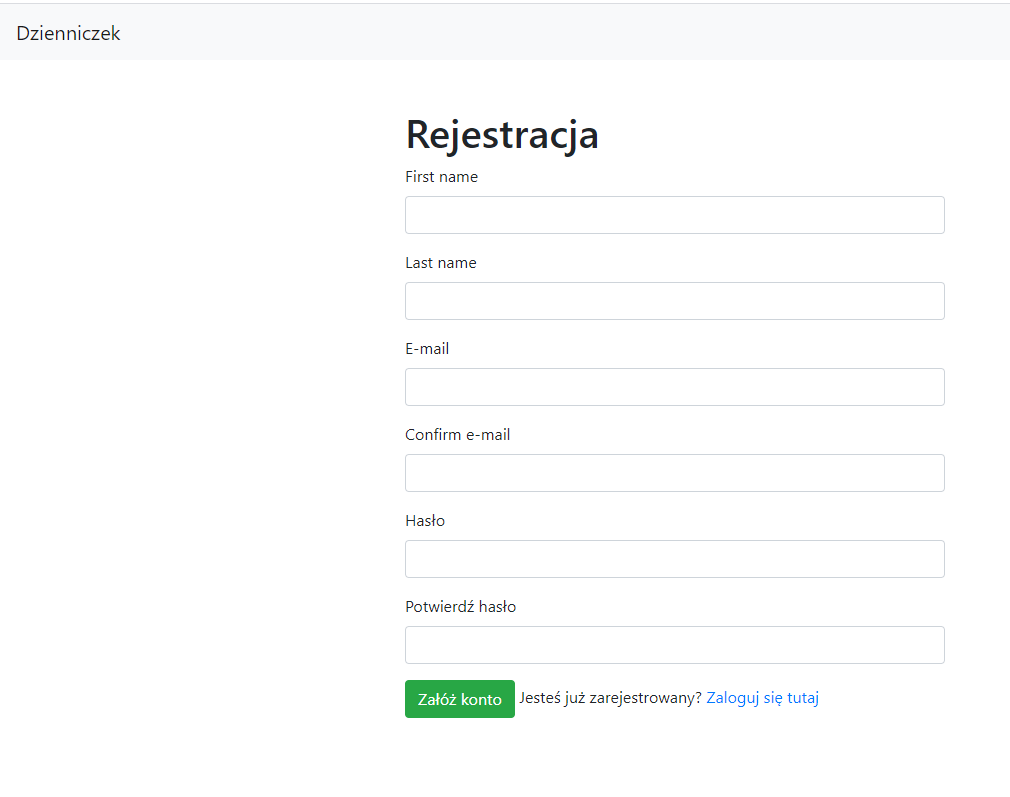 Dzienniczek
Rejestracja
First name
Last name
E-mail
Confirm e-mail
Hasło
Potwierdź hasło
Załóż konto Jesteś już zarejestrowany? Zaloguj się tutaj